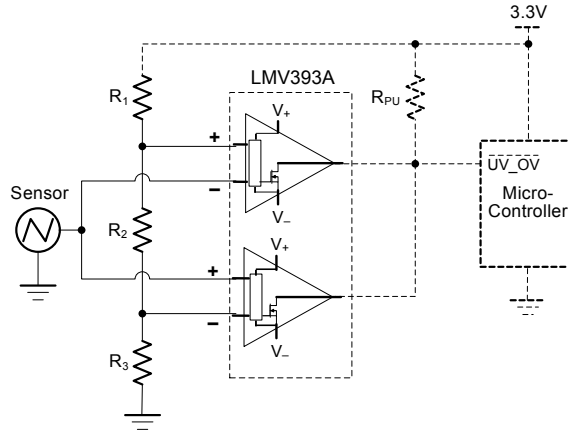 3.3V
LMV393A
R1
RPU
V+
+
UV_OV
–
Micro-
Controller
Sensor
V–
R2
V+
+
–
V–
R3